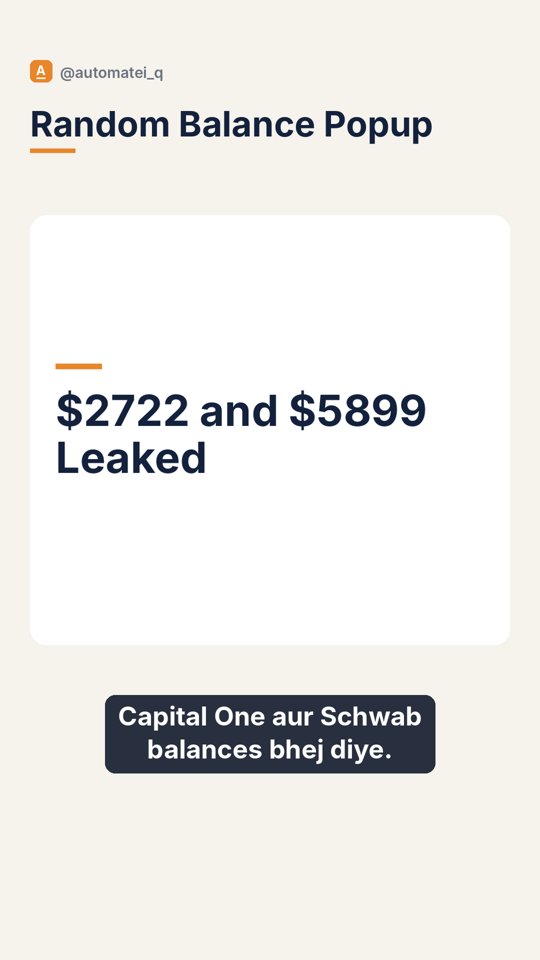 A @automatei_q
Random Balance Popup
$2722 and $5899
Leaked
Capital One aur Schwab
balances bhej diye.